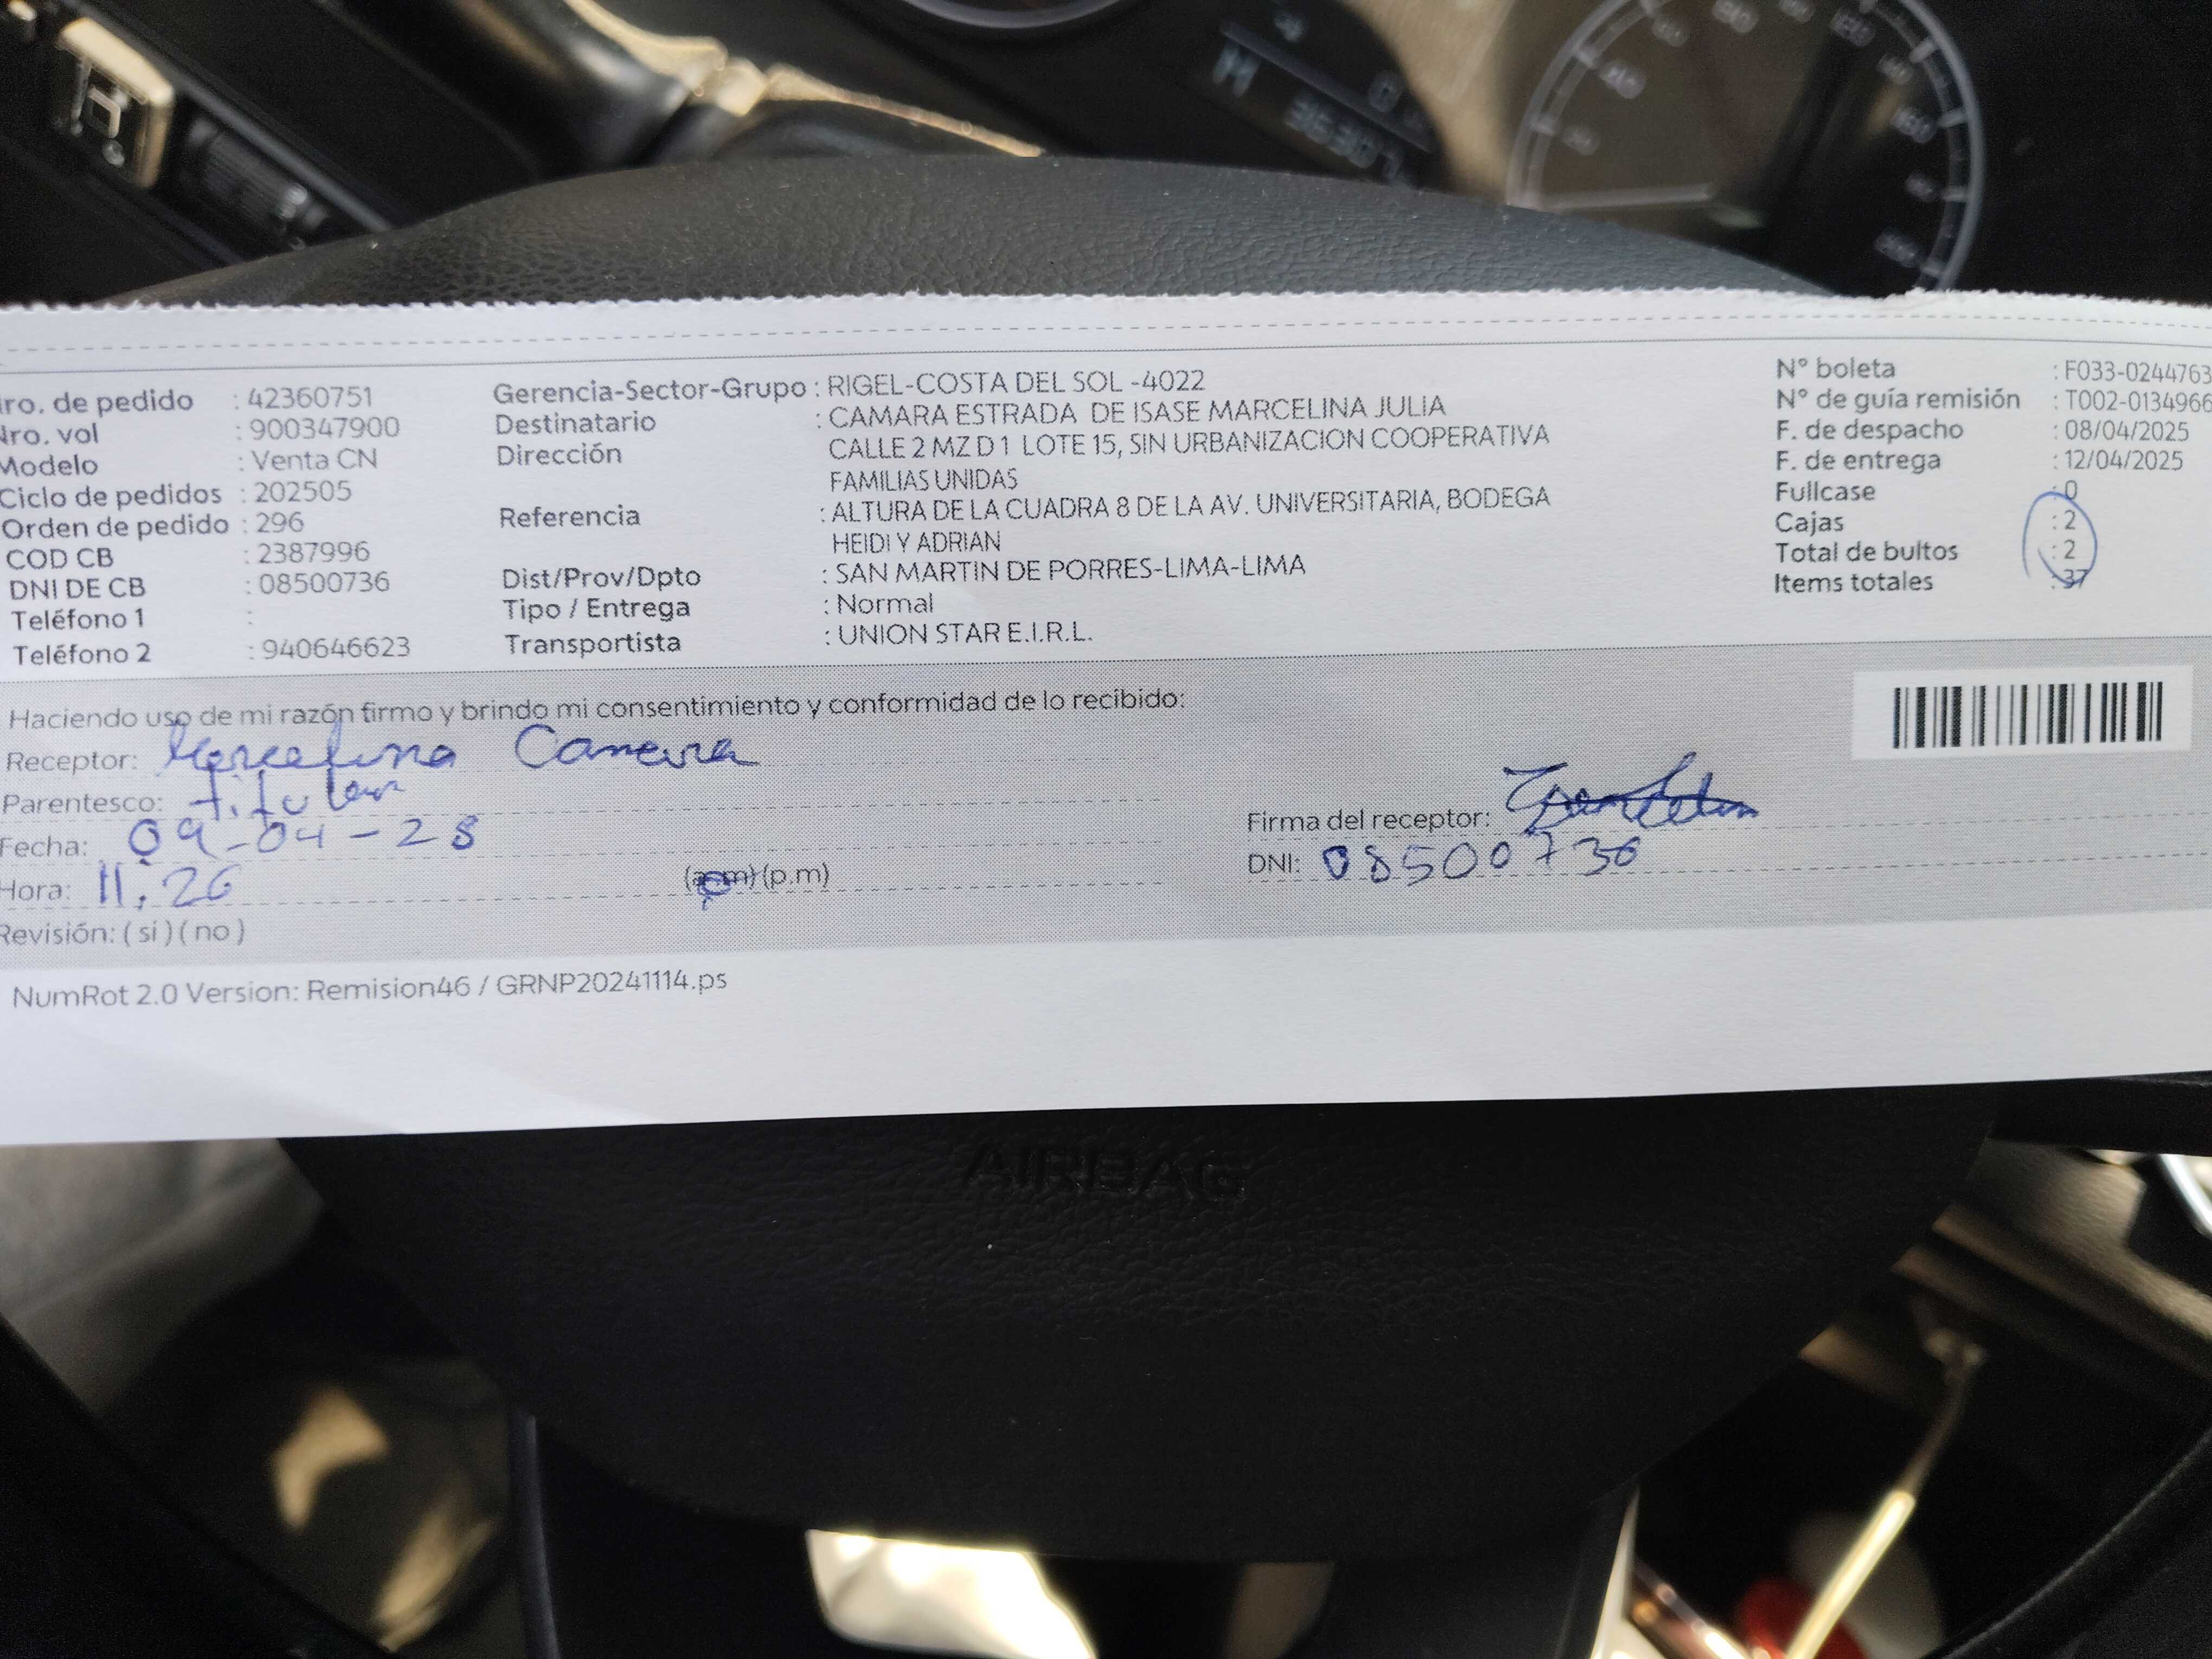 ro. de pedido : 42360751
Nro. vol : 900347900
Modelo : Venta CN
Ciclo de pedidos : 202505
Orden de pedido : 296
COD CB : 2387996
DNI DE CB : 08500736
Teléfono 1 :
Teléfono 2 : 940646623
Gerencia-Sector-Grupo : RIGEL-COSTA DEL SOL -4022
Destinatario : CAMARA ESTRADA DE ISASE MARCELINA JULIA
Dirección CALLE 2 MZ D1 LOTE 15, SIN URBANIZACION COOPERATIVA
FAMILIAS UNIDAS
Referencia : ALTURA DE LA CUADRA 8 DE LA AV. UNIVERSITARIA, BODEGA
HEIDI Y ADRIAN
Dist/Prov/Dpto : SAN MARTIN DE PORRES-LIMA-LIMA
Tipo / Entrega : Normal
Transportista : UNION STAR E.I.R.L.
N° boleta : F033-0244763
N° de guía remisión : T002-0134966
F. de despacho : 08/04/2025
F. de entrega : 12/04/2025
Fullcase : 0
Cajas : 2
Total de bultos : 2
Items totales : 37
Haciendo uso de mi razón firmo y brindo mi consentimiento y conformidad de lo recibido:
Receptor: Marcelina Camara
Parentesco: titular
Fecha: 09-04-25
Hora: 11:26 (a.m) (p.m)
Revisión: ( si ) ( no )
Firma del receptor:
DNI: 08500736
NumRot 2.0 Version: Remision46 / GRNP20241114.ps
AIRBAG